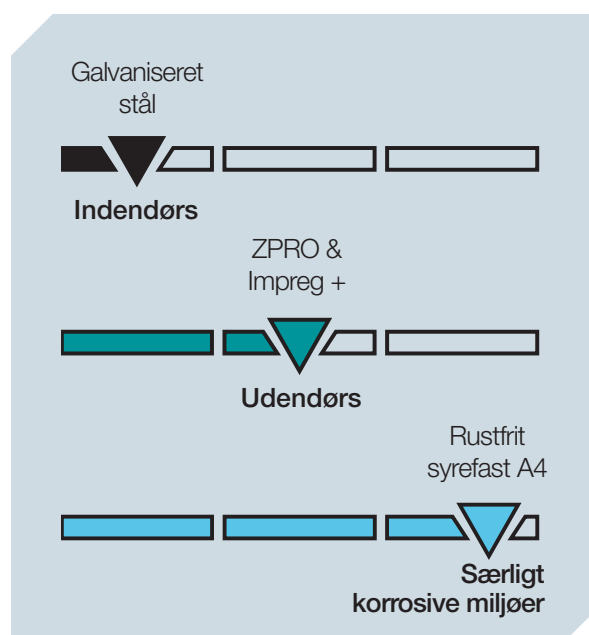 Galvaniseret
stål
Indendørs
ZPRO &
Impreg +
Udendørs
Rustfrit
syrefast A4
Særligt
korrosive miljøer